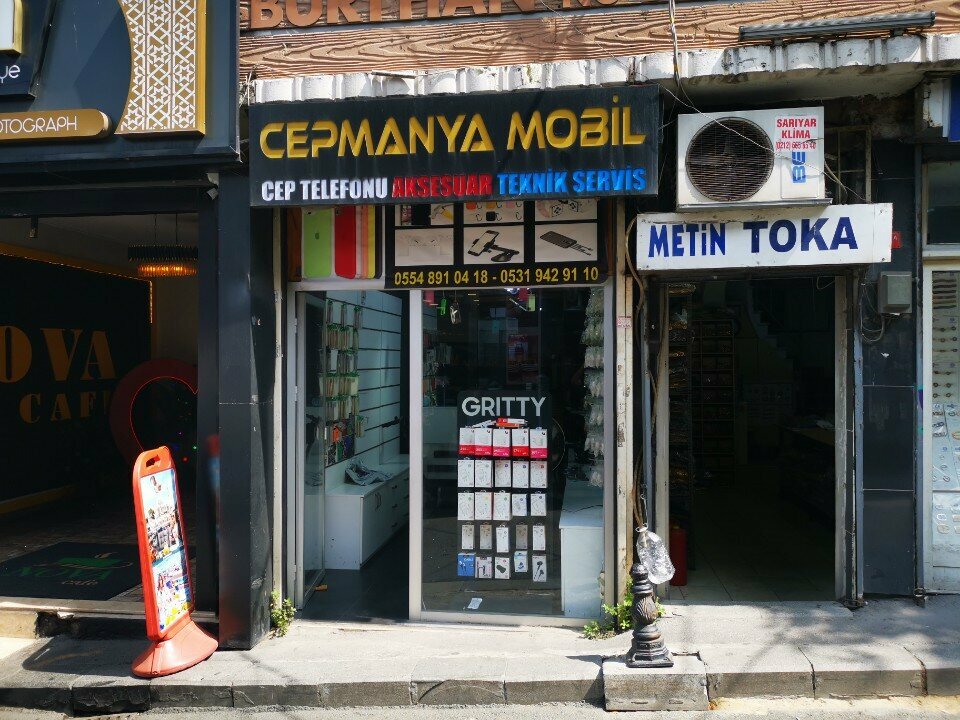 BURTHAN
OTOGRAPH
CEPMANYA MOBİL
CEP TELEFONU AKSESUAR TEKNİK SERVİS
0554 891 04 18 - 0531 942 91 10
SARIYAR
KLİMA
METİN TOKA
OVA
CAFE
GRITTY